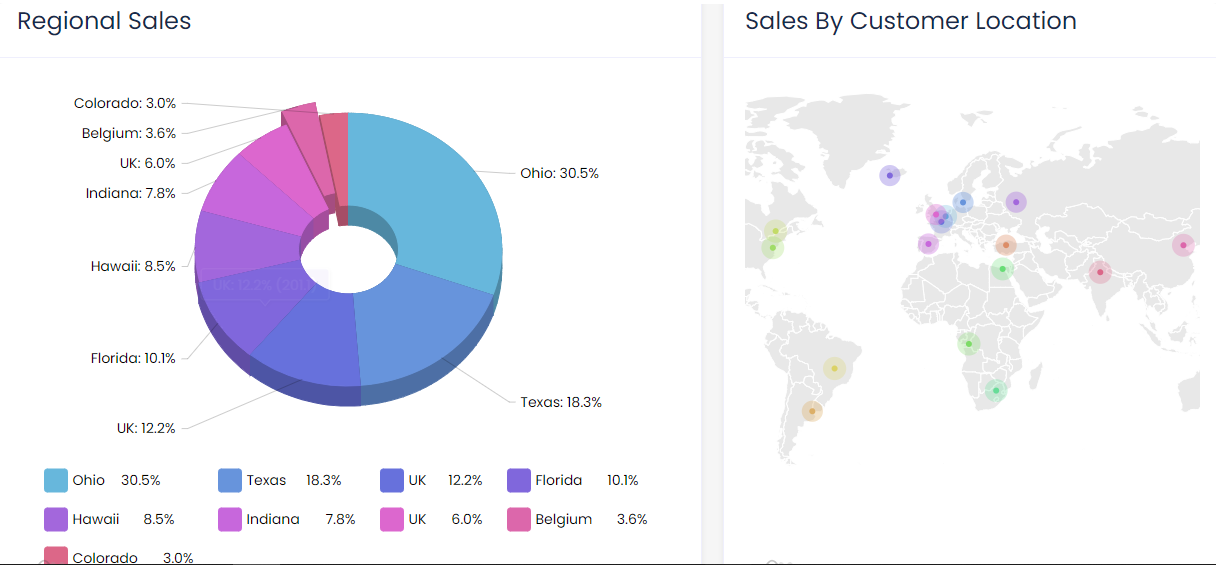 Regional Sales
Sales By Customer Location
Colorado: 3.0%
Belgium: 3.6%
UK: 6.0%
Indiana: 7.8%
Hawaii: 8.5%
Florida: 10.1%
UK: 12.2%
Ohio: 30.5%
Texas: 18.3%
Ohio 30.5% Texas 18.3% UK 12.2% Florida 10.1%
Hawaii 8.5% Indiana 7.8% UK 6.0% Belgium 3.6%
Colorado 3.0%